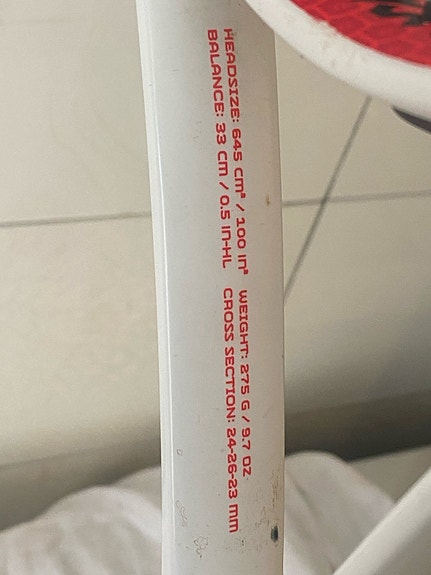 HEADSIZE: 645 cm² / 100 in² WEIGHT: 275 G / 9.7 OZ
BALANCE: 33 cm / 0.5 in-HL CROSS SECTION: 24-26-23 mm